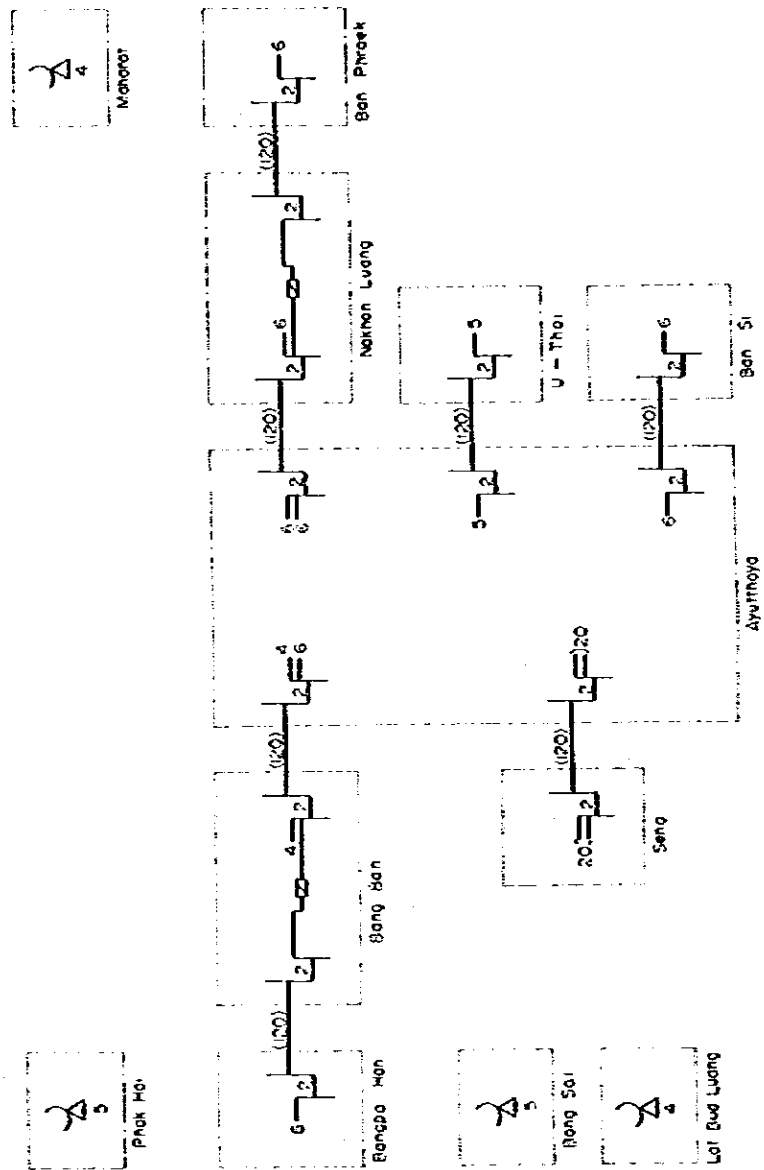 5
4
Phak Hai
Maharat
6 2 (120) 2 4 2 (120) 2 4
6
6
6 2 (120) 2 6 2 (120) 2 6
Bangpa Han
Bang Ban
Nakhon Luang
Ban Phraek
5
5 2 (120) 2 5
Bang Sai
U - Thai
4
20 2 (120) 2 20
6 2 (120) 2 6
Lat Bua Luang
Sena
Ban Si
Ayutthaya